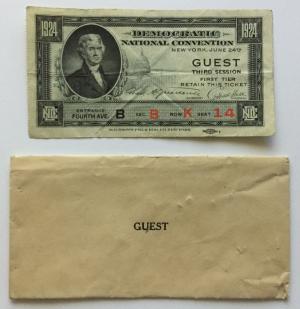 1924 1924
DEMOCRATIC
NATIONAL CONVENTION
NEW YORK, JUNE 24TH
GUEST
THIRD SESSION
FIRST TIER
RETAIN THIS TICKET
ENTRANCE
FOURTH AVE. B SEC. B ROW K SEAT 14
GUEST